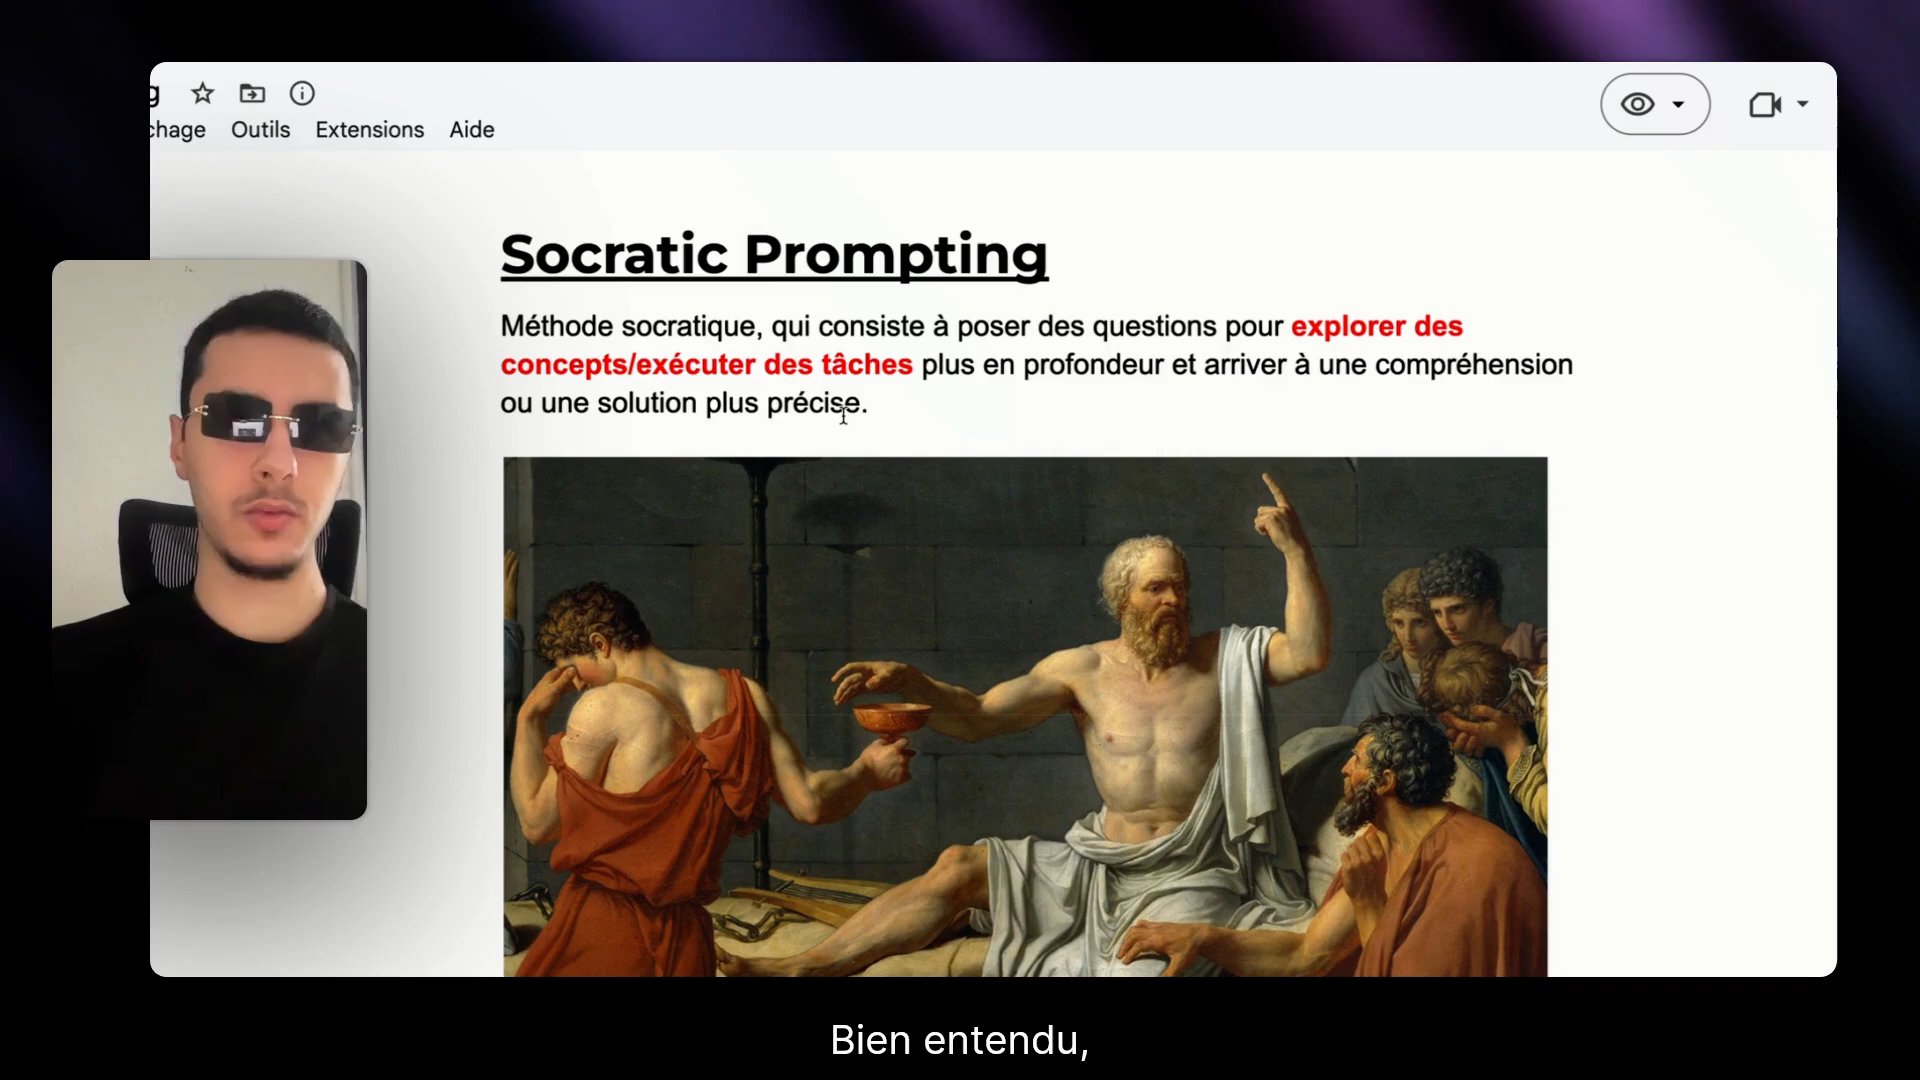 g
chage Outils Extensions Aide
Socratic Prompting
Méthode socratique, qui consiste à poser des questions pour explorer des
concepts/exécuter des tâches plus en profondeur et arriver à une compréhension
ou une solution plus précise.
Bien entendu,